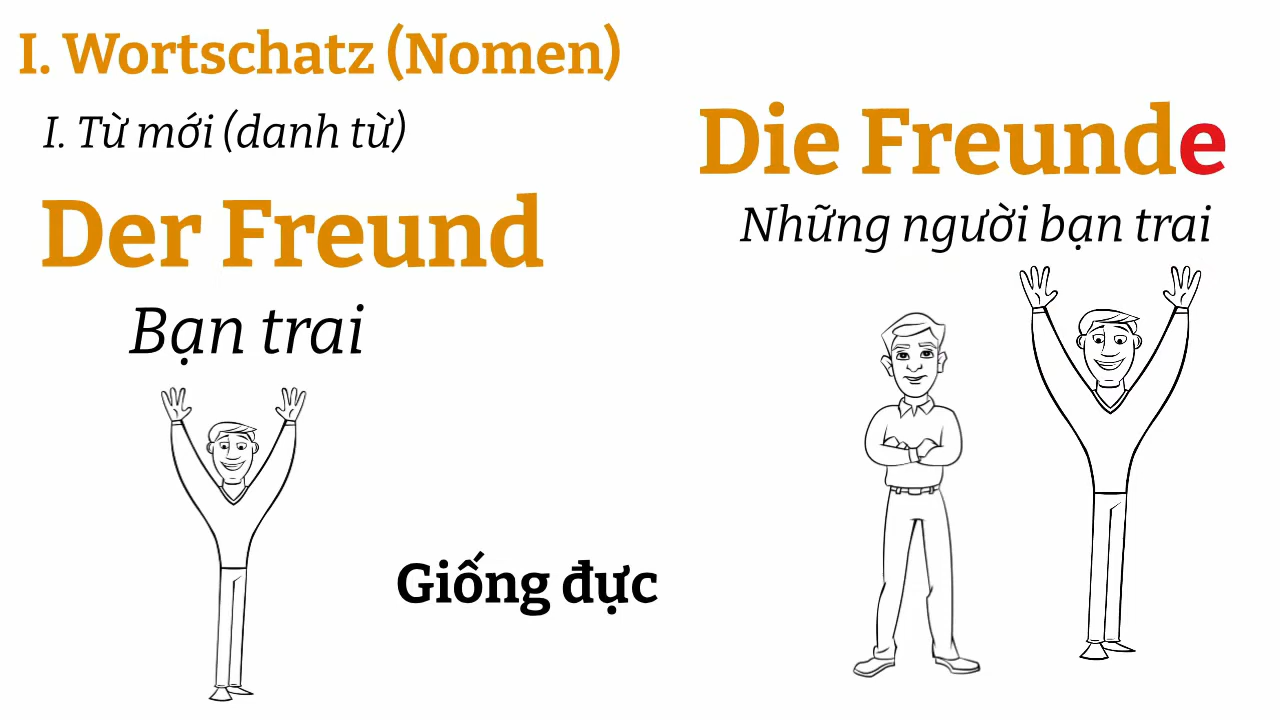 I. Wortschatz (Nomen)
I. Từ mới (danh từ)
Der Freund
Bạn trai
Die Freunde
Những người bạn trai
Giống đực